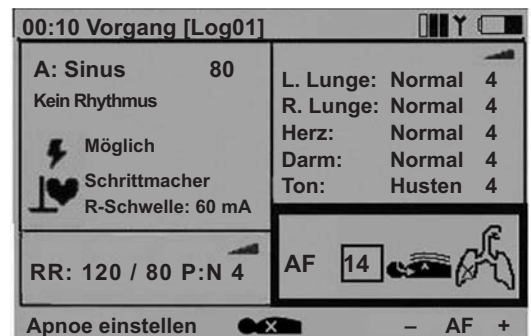 00:10 Vorgang [Log01]
A: Sinus 80
Kein Rhythmus
Möglich
Schrittmacher
R-Schwelle: 60 mA
RR: 120 / 80 P:N 4
L. Lunge: Normal 4
R. Lunge: Normal 4
Herz: Normal 4
Darm: Normal 4
Ton: Husten 4
AF 14
Apnoe einstellen – AF +